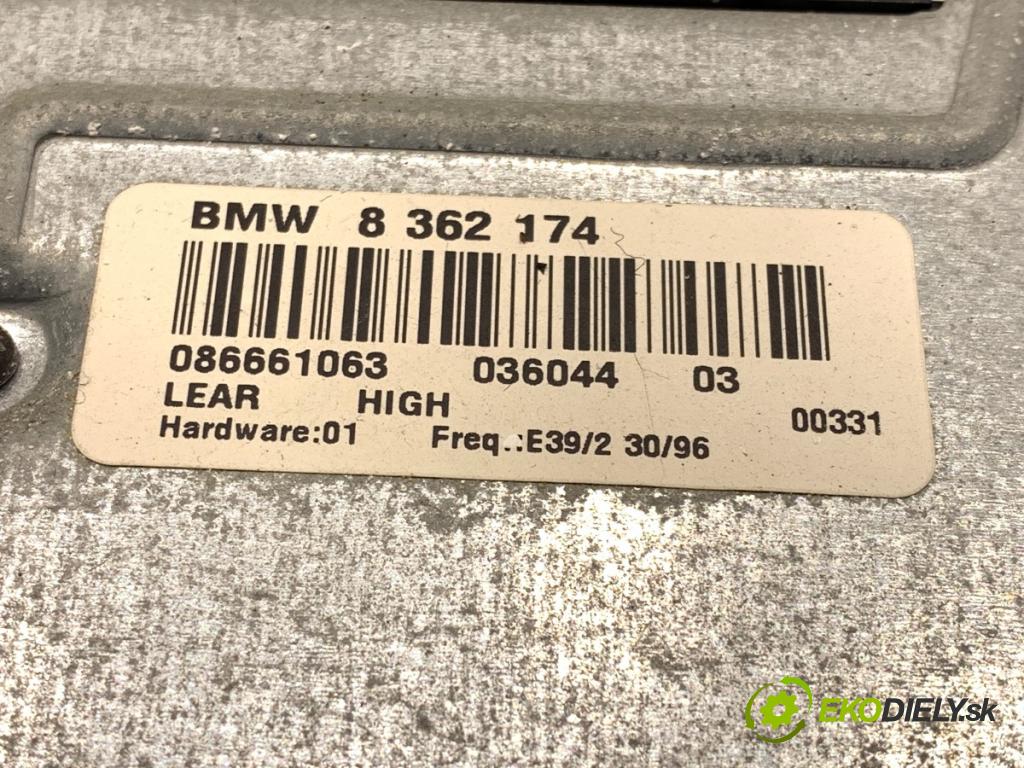 BMW 8 362 174
086661063 036044 03
LEAR HIGH 00331
Hardware:01 Freq.:E39/2 30/96
EKODIELY.sk